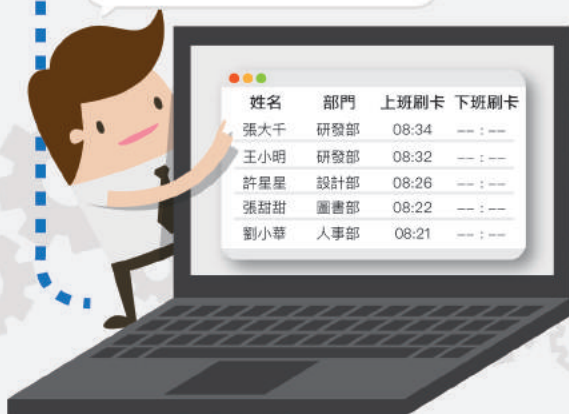 姓名 部門 上班刷卡 下班刷卡
張大千 研發部 08:34 --:--
王小明 研發部 08:32 --:--
許星星 設計部 08:26 --:--
張甜甜 圖書部 08:22 --:--
劉小華 人事部 08:21 --:--